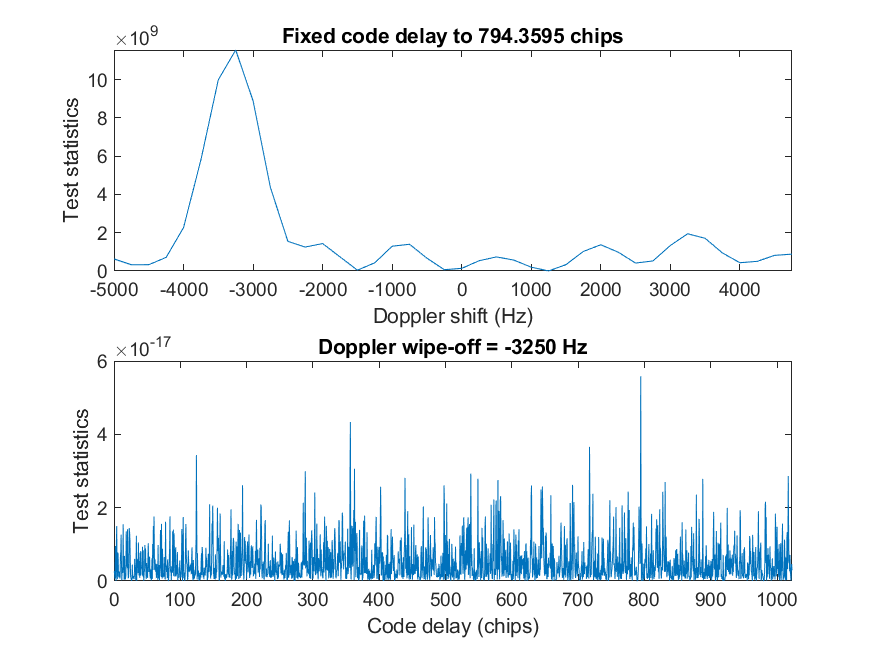 ×10^9
Fixed code delay to 794.3595 chips
Test statistics
10
8
6
4
2
0
-5000 -4000 -3000 -2000 -1000 0 1000 2000 3000 4000
Doppler shift (Hz)
×10^-17
Doppler wipe-off = -3250 Hz
Test statistics
6
4
2
0
0 100 200 300 400 500 600 700 800 900 1000
Code delay (chips)